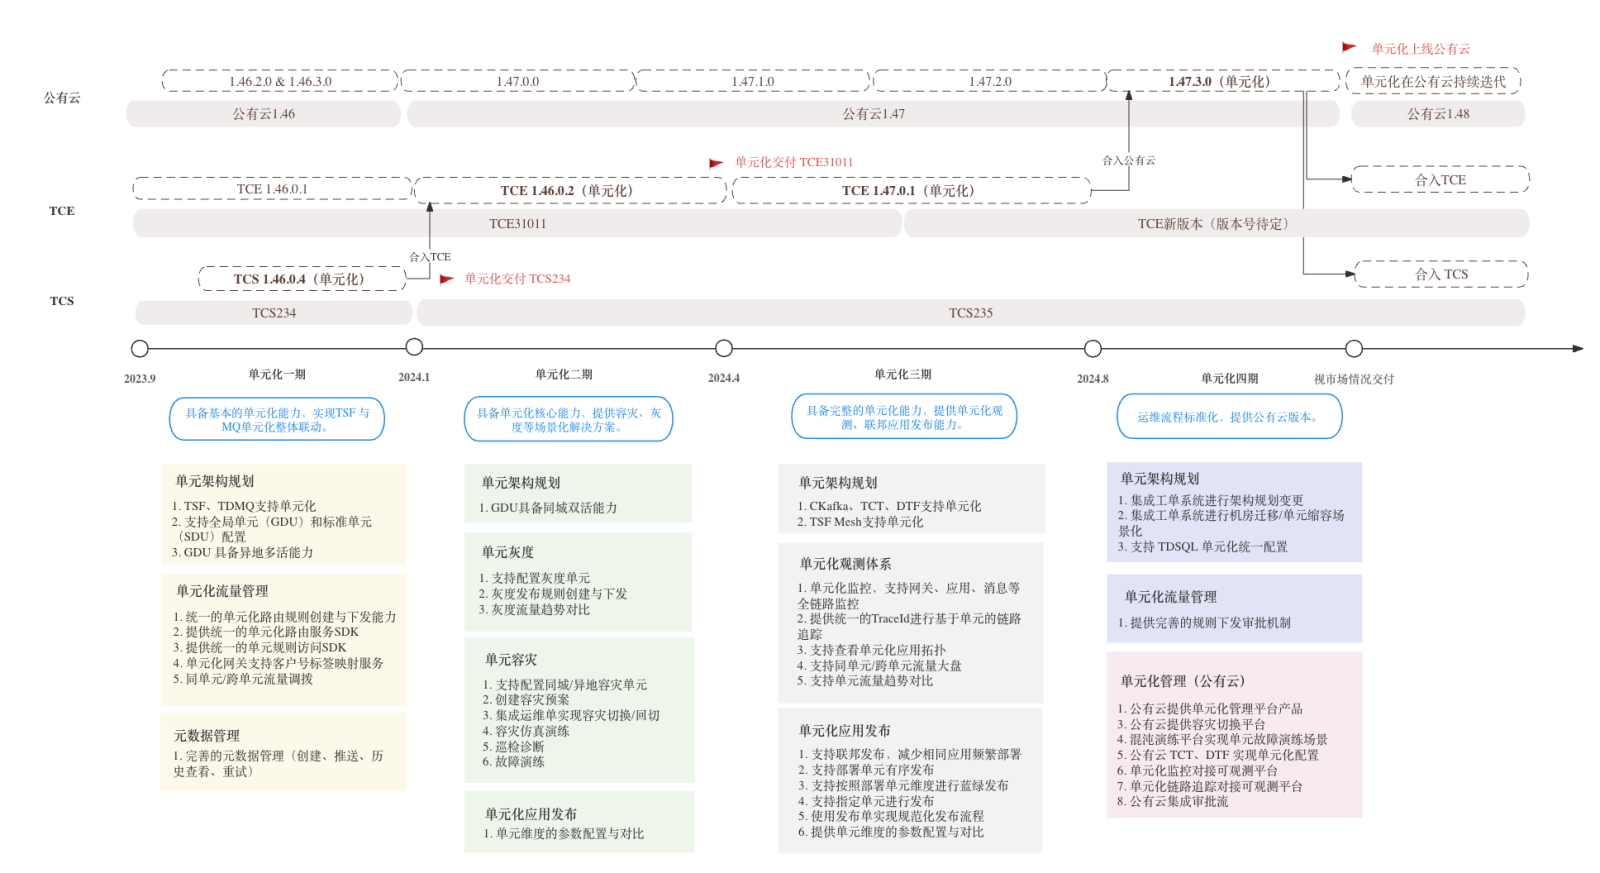 单元化上线公有云
公有云
1.46.2.0 & 1.46.3.0
1.47.0.0
1.47.1.0
1.47.2.0
1.47.3.0（单元化）
单元化在公有云持续迭代
公有云1.46
公有云1.47
公有云1.48
单元化交付 TCE31011
合入公有云
TCE
TCE 1.46.0.1
TCE 1.46.0.2（单元化）
TCE 1.47.0.1（单元化）
合入TCE
TCE31011
TCE新版本（版本号待定）
合入TCE
TCS
TCS 1.46.0.4（单元化）
单元化交付 TCS234
合入 TCS
TCS234
TCS235
2023.9
单元化一期
2024.1
单元化二期
2024.4
单元化三期
2024.8
单元化四期
视市场情况交付
具备基本的单元化能力，实现TSF 与
MQ单元化整体联动。
具备单元化核心能力，提供容灾、灰
度等场景化解决方案。
具备完整的单元化能力，提供单元化观
测、联邦应用发布能力。
运维流程标准化，提供公有云版本。
单元架构规划
1. TSF、TDMQ支持单元化
2. 支持全局单元（GDU）和标准单元
（SDU）配置
3. GDU 具备异地多活能力
单元化流量管理
1. 统一的单元化路由规则创建与下发能力
2. 提供统一的单元化路由服务SDK
3. 提供统一的单元规则访问SDK
4. 单元化网关支持客户号标签映射服务
5. 同单元/跨单元流量调拨
元数据管理
1. 完善的元数据管理（创建、推送、历
史查看、重试）
单元架构规划
1. GDU具备同城双活能力
单元灰度
1. 支持配置灰度单元
2. 灰度发布规则创建与下发
3. 灰度流量趋势对比
单元容灾
1. 支持配置同城/异地容灾单元
2. 创建容灾预案
3. 集成运维单实现容灾切换/回切
4. 容灾仿真演练
5. 巡检诊断
6. 故障演练
单元化应用发布
1. 单元维度的参数配置与对比
单元架构规划
1. CKafka、TCT、DTF支持单元化
2. TSF Mesh支持单元化
单元化观测体系
1. 单元化监控，支持网关、应用、消息等
全链路监控
2. 提供统一的TraceId进行基于单元的链路
追踪
3. 支持查看单元化应用拓扑
4. 支持同单元/跨单元流量大盘
5. 支持单元流量趋势对比
单元化应用发布
1. 支持联邦发布，减少相同应用频繁部署
2. 支持部署单元有序发布
3. 支持按照部署单元维度进行蓝绿发布
4. 支持指定单元进行发布
5. 使用发布单实现规范化发布流程
6. 提供单元维度的参数配置与对比
单元架构规划
1. 集成工单系统进行架构规划变更
2. 集成工单系统进行机房迁移/单元缩容场
景化
3. 支持 TDSQL 单元化统一配置
单元化流量管理
1. 提供完善的规则下发审批机制
单元化管理（公有云）
1. 公有云提供单元化管理平台产品
3. 公有云提供容灾切换平台
4. 混沌演练平台实现单元故障演练场景
5. 公有云 TCT、DTF 实现单元化配置
6. 单元化监控对接可观测平台
7. 单元化链路追踪对接可观测平台
8. 公有云集成审批流